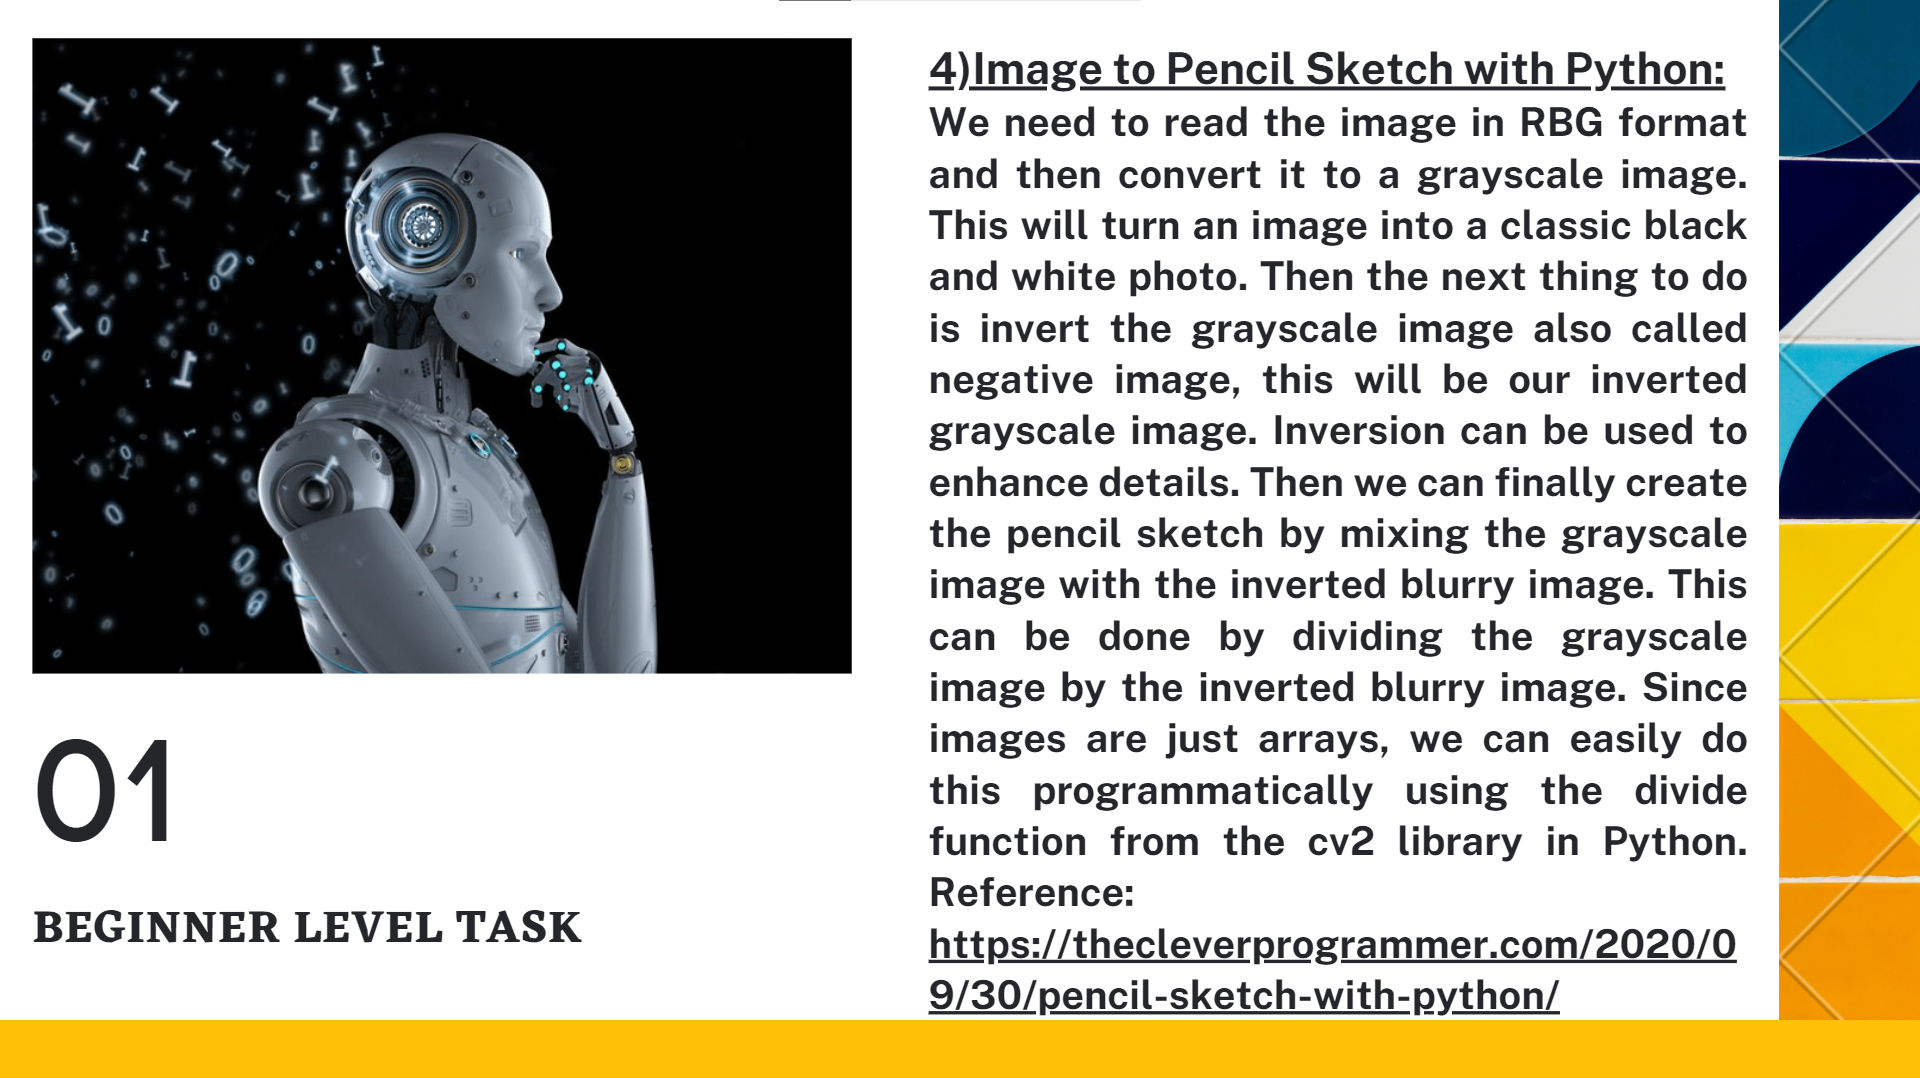 01
BEGINNER LEVEL TASK
4)Image to Pencil Sketch with Python:
We need to read the image in RBG format
and then convert it to a grayscale image.
This will turn an image into a classic black
and white photo. Then the next thing to do
is invert the grayscale image also called
negative image, this will be our inverted
grayscale image. Inversion can be used to
enhance details. Then we can finally create
the pencil sketch by mixing the grayscale
image with the inverted blurry image. This
can be done by dividing the grayscale
image by the inverted blurry image. Since
images are just arrays, we can easily do
this programmatically using the divide
function from the cv2 library in Python.
Reference:
https://thecleverprogrammer.com/2020/0
9/30/pencil-sketch-with-python/